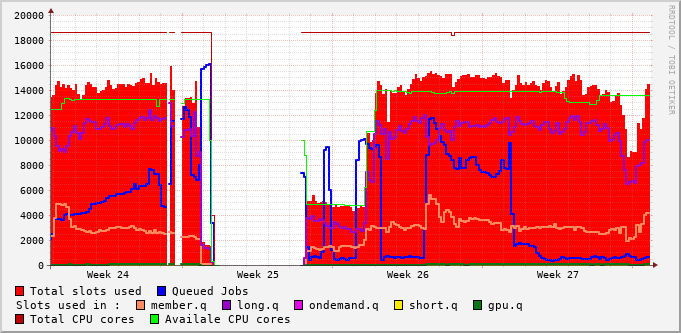 20000
18000
16000
14000
12000
10000
8000
6000
4000
2000
0
Week 24 Week 25 Week 26 Week 27
RRDTOOL / TOBI OETIKER
Total slots used Queued Jobs
Slots used in : member.q long.q ondemand.q short.q gpu.q
Total CPU cores Availale CPU cores